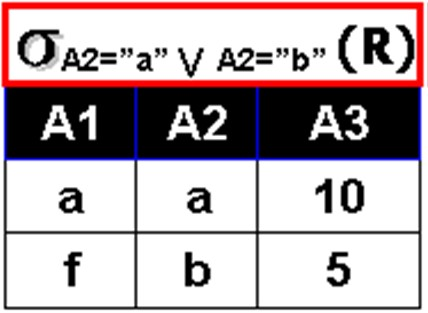 σA2=”a” ∨ A2=”b” (R)
A1 A2 A3
a a 10
f b 5